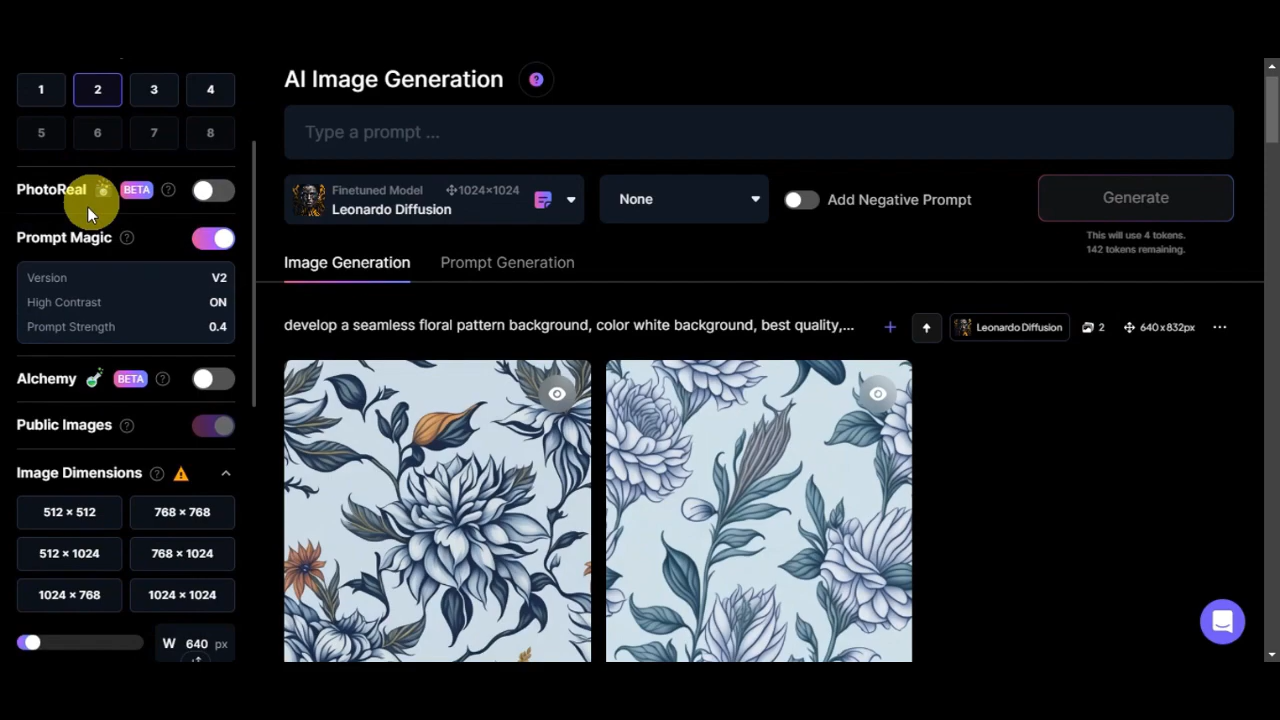 1 2 3 4
5 6 7 8
PhotoReal BETA ?
Prompt Magic ?
Version V2
High Contrast ON
Prompt Strength 0.4
Alchemy BETA ?
Public Images ?
Image Dimensions ?
512 × 512 768 × 768
512 × 1024 768 × 1024
1024 × 768 1024 × 1024
W 640 px
AI Image Generation ?
Type a prompt ...
Finetuned Model 1024×1024
Leonardo Diffusion
None
Add Negative Prompt
Generate
This will use 4 tokens.
142 tokens remaining.
Image Generation Prompt Generation
develop a seamless floral pattern background, color white background, best quality,... Leonardo Diffusion 2 640 x 832px